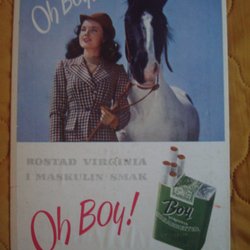 Oh Boy!
ROSTAD VIRGINIA
I MASKULIN SMAK
Oh Boy!
Boy